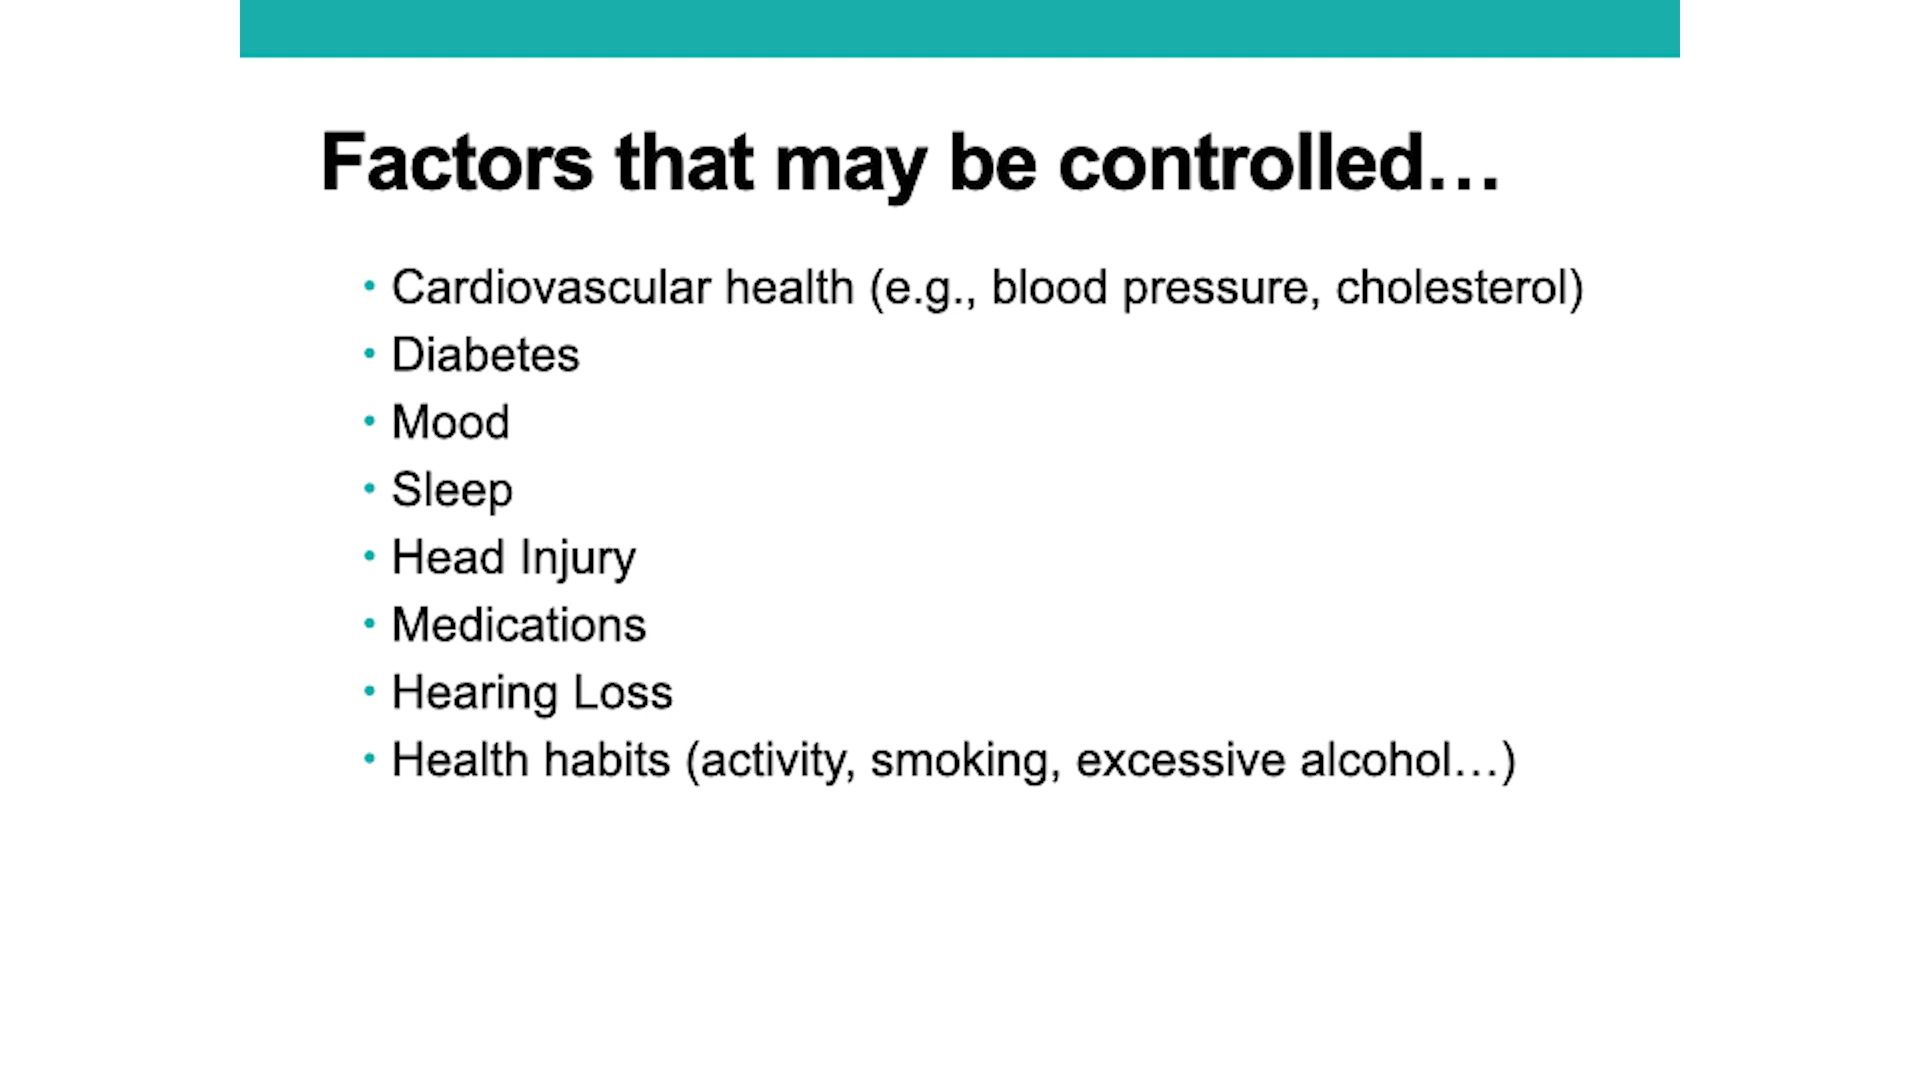 Factors that may be controlled…
• Cardiovascular health (e.g., blood pressure, cholesterol)
• Diabetes
• Mood
• Sleep
• Head Injury
• Medications
• Hearing Loss
• Health habits (activity, smoking, excessive alcohol…)